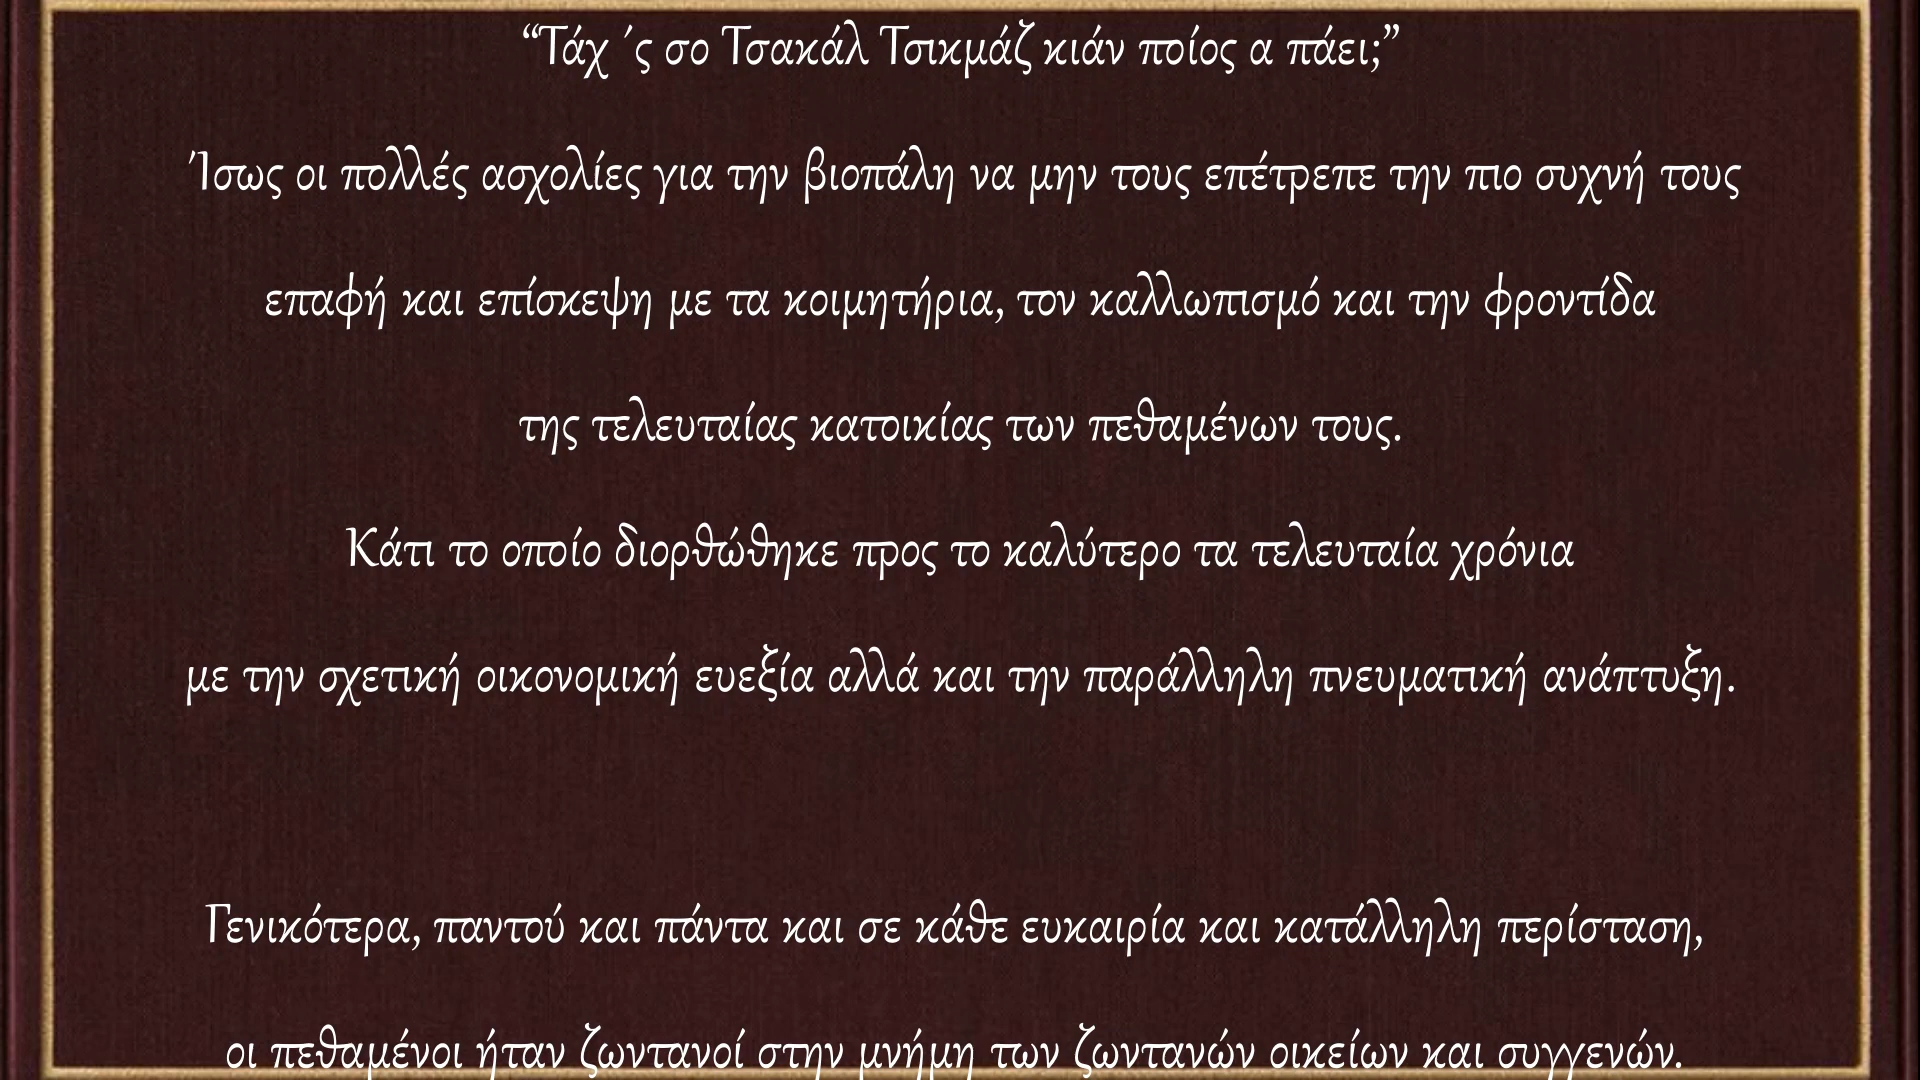 “Τάχ ΄ς σο Τσακάλ Τσικμάζ κιάν ποίος α πάει;”
Ίσως οι πολλές ασχολίες για την βιοπάλη να μην τους επέτρεπε την πιο συχνή τους
επαφή και επίσκεψη με τα κοιμητήρια, τον καλλωπισμό και την φροντίδα
της τελευταίας κατοικίας των πεθαμένων τους.
Κάτι το οποίο διορθώθηκε προς το καλύτερο τα τελευταία χρόνια
με την σχετική οικονομική ευεξία αλλά και την παράλληλη πνευματική ανάπτυξη.
Γενικότερα, παντού και πάντα και σε κάθε ευκαιρία και κατάλληλη περίσταση,
οι πεθαμένοι ήταν ζωντανοί στην μνήμη των ζωντανών οικείων και συγγενών.